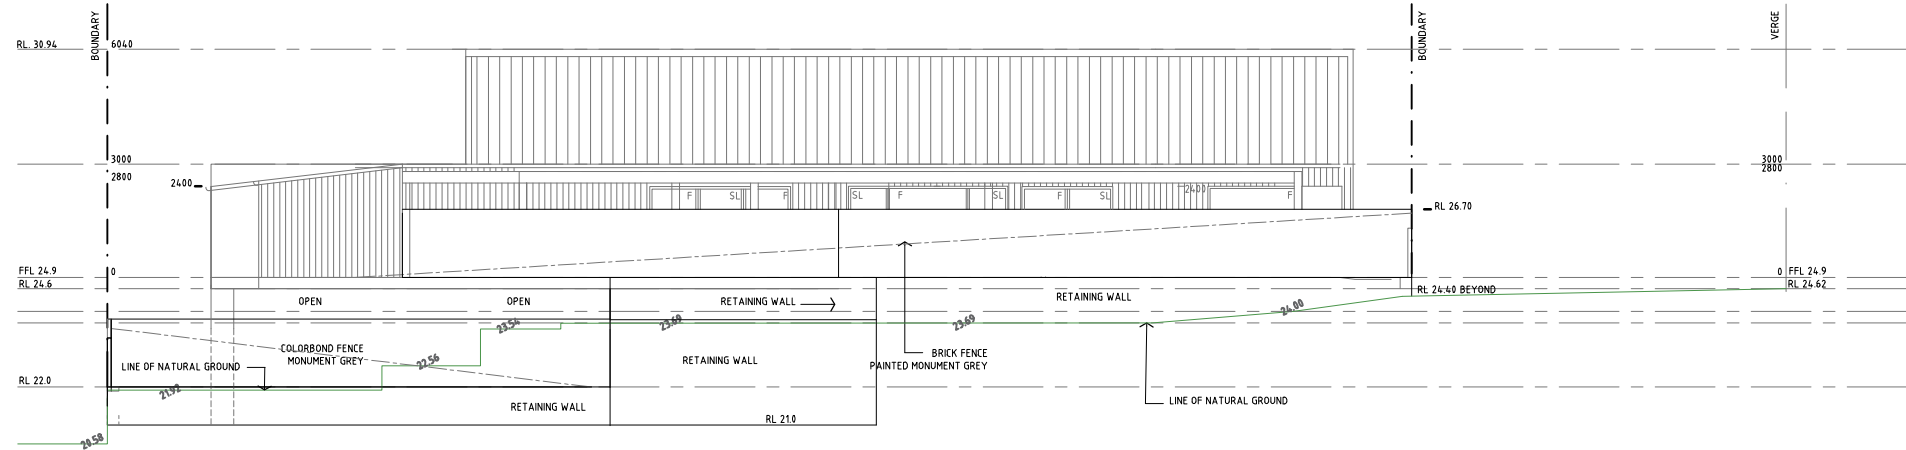 BOUNDARY
BOUNDARY
VERGE
RL. 30.94
6040
3000
2800
2400
3000
2800
F
SL
F
SL
F
SL
F
SL
2400
F
RL 26.70
FFL 24.9
0
0
FFL 24.9
RL 24.6
RL 24.62
RL 24.40 BEYOND
OPEN
OPEN
RETAINING WALL
RETAINING WALL
24.00
23.54
23.69
23.69
COLORBOND FENCE
MONUMENT GREY
22.56
RETAINING WALL
BRICK FENCE
PAINTED MONUMENT GREY
LINE OF NATURAL GROUND
RL 22.0
21.92
LINE OF NATURAL GROUND
RETAINING WALL
RL 21.0
20.58